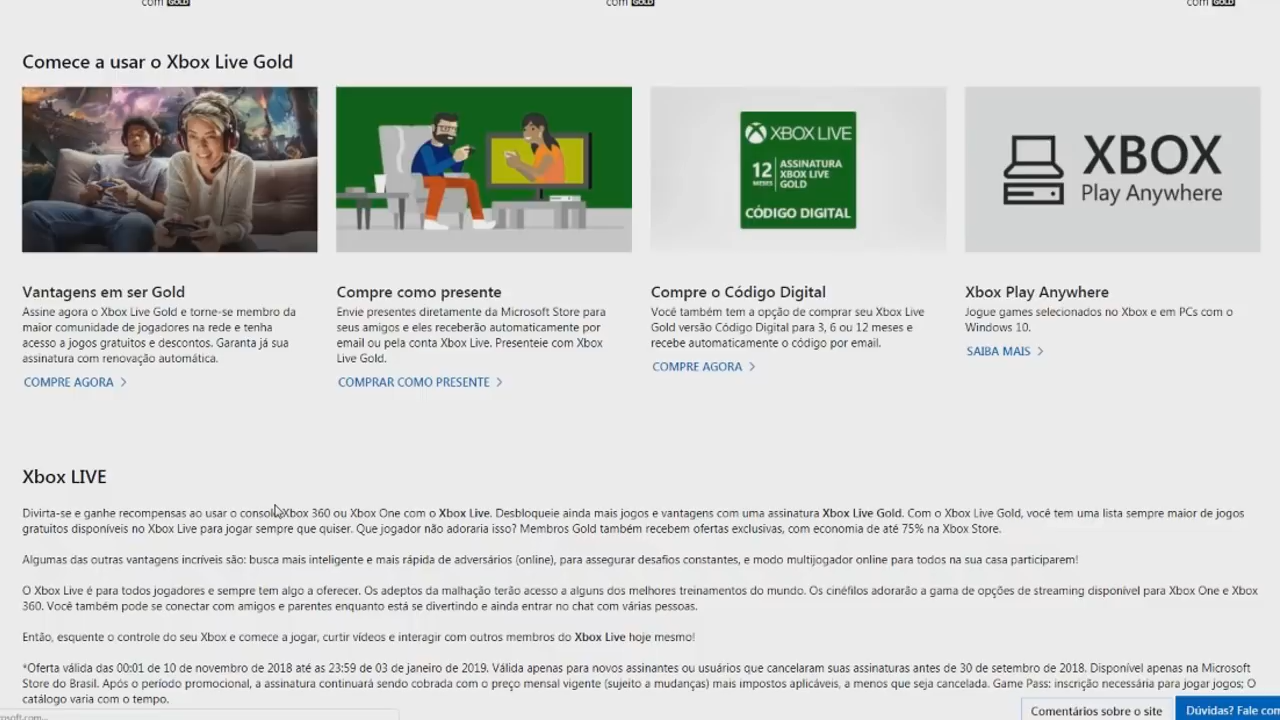 com GOLD
com GOLD
com GOLD
Comece a usar o Xbox Live Gold
XBOX LIVE
12 MESES
ASSINATURA
XBOX LIVE
GOLD
CÓDIGO DIGITAL
XBOX
Play Anywhere
Vantagens em ser Gold
Assine agora o Xbox Live Gold e torne-se membro da
maior comunidade de jogadores na rede e tenha
acesso a jogos gratuitos e descontos. Garanta já sua
assinatura com renovação automática.
COMPRE AGORA
Compre como presente
Envie presentes diretamente da Microsoft Store para
seus amigos e eles receberão automaticamente por
email ou pela conta Xbox Live. Presenteie com Xbox
Live Gold.
COMPRAR COMO PRESENTE
Compre o Código Digital
Você também tem a opção de comprar seu Xbox Live
Gold versão Código Digital para 3, 6 ou 12 meses e
recebe automaticamente o código por email.
COMPRE AGORA
Xbox Play Anywhere
Jogue games selecionados no Xbox e em PCs com o
Windows 10.
SAIBA MAIS
Xbox LIVE
Divirta-se e ganhe recompensas ao usar o console Xbox 360 ou Xbox One com o Xbox Live. Desbloqueie ainda mais jogos e vantagens com uma assinatura Xbox Live Gold. Com o Xbox Live Gold, você tem uma lista sempre maior de jogos
gratuitos disponíveis no Xbox Live para jogar sempre que quiser. Que jogador não adoraria isso? Membros Gold também recebem ofertas exclusivas, com economia de até 75% na Xbox Store.
Algumas das outras vantagens incríveis são: busca mais inteligente e mais rápida de adversários (online), para assegurar desafios constantes, e modo multijogador online para todos na sua casa participarem!
O Xbox Live é para todos jogadores e sempre tem algo a oferecer. Os adeptos da malhação terão acesso a alguns dos melhores treinamentos do mundo. Os cinéfilos adorarão a gama de opções de streaming disponível para Xbox One e Xbox
360. Você também pode se conectar com amigos e parentes enquanto está se divertindo e ainda entrar no chat com várias pessoas.
Então, esquente o controle do seu Xbox e comece a jogar, curtir vídeos e interagir com outros membros do Xbox Live hoje mesmo!
*Oferta válida das 00:01 de 10 de novembro de 2018 até as 23:59 de 03 de janeiro de 2019. Válida apenas para novos assinantes ou usuários que cancelaram suas assinaturas antes de 30 de setembro de 2018. Disponível apenas na Microsoft
Store do Brasil. Após o período promocional, a assinatura continuará sendo cobrada com o preço mensal vigente (sujeito a mudanças) mais impostos aplicáveis, a menos que seja cancelada. Game Pass: inscrição necessária para jogar jogos; O
catálogo varia com o tempo.
Comentários sobre o site
Dúvidas? Fale com